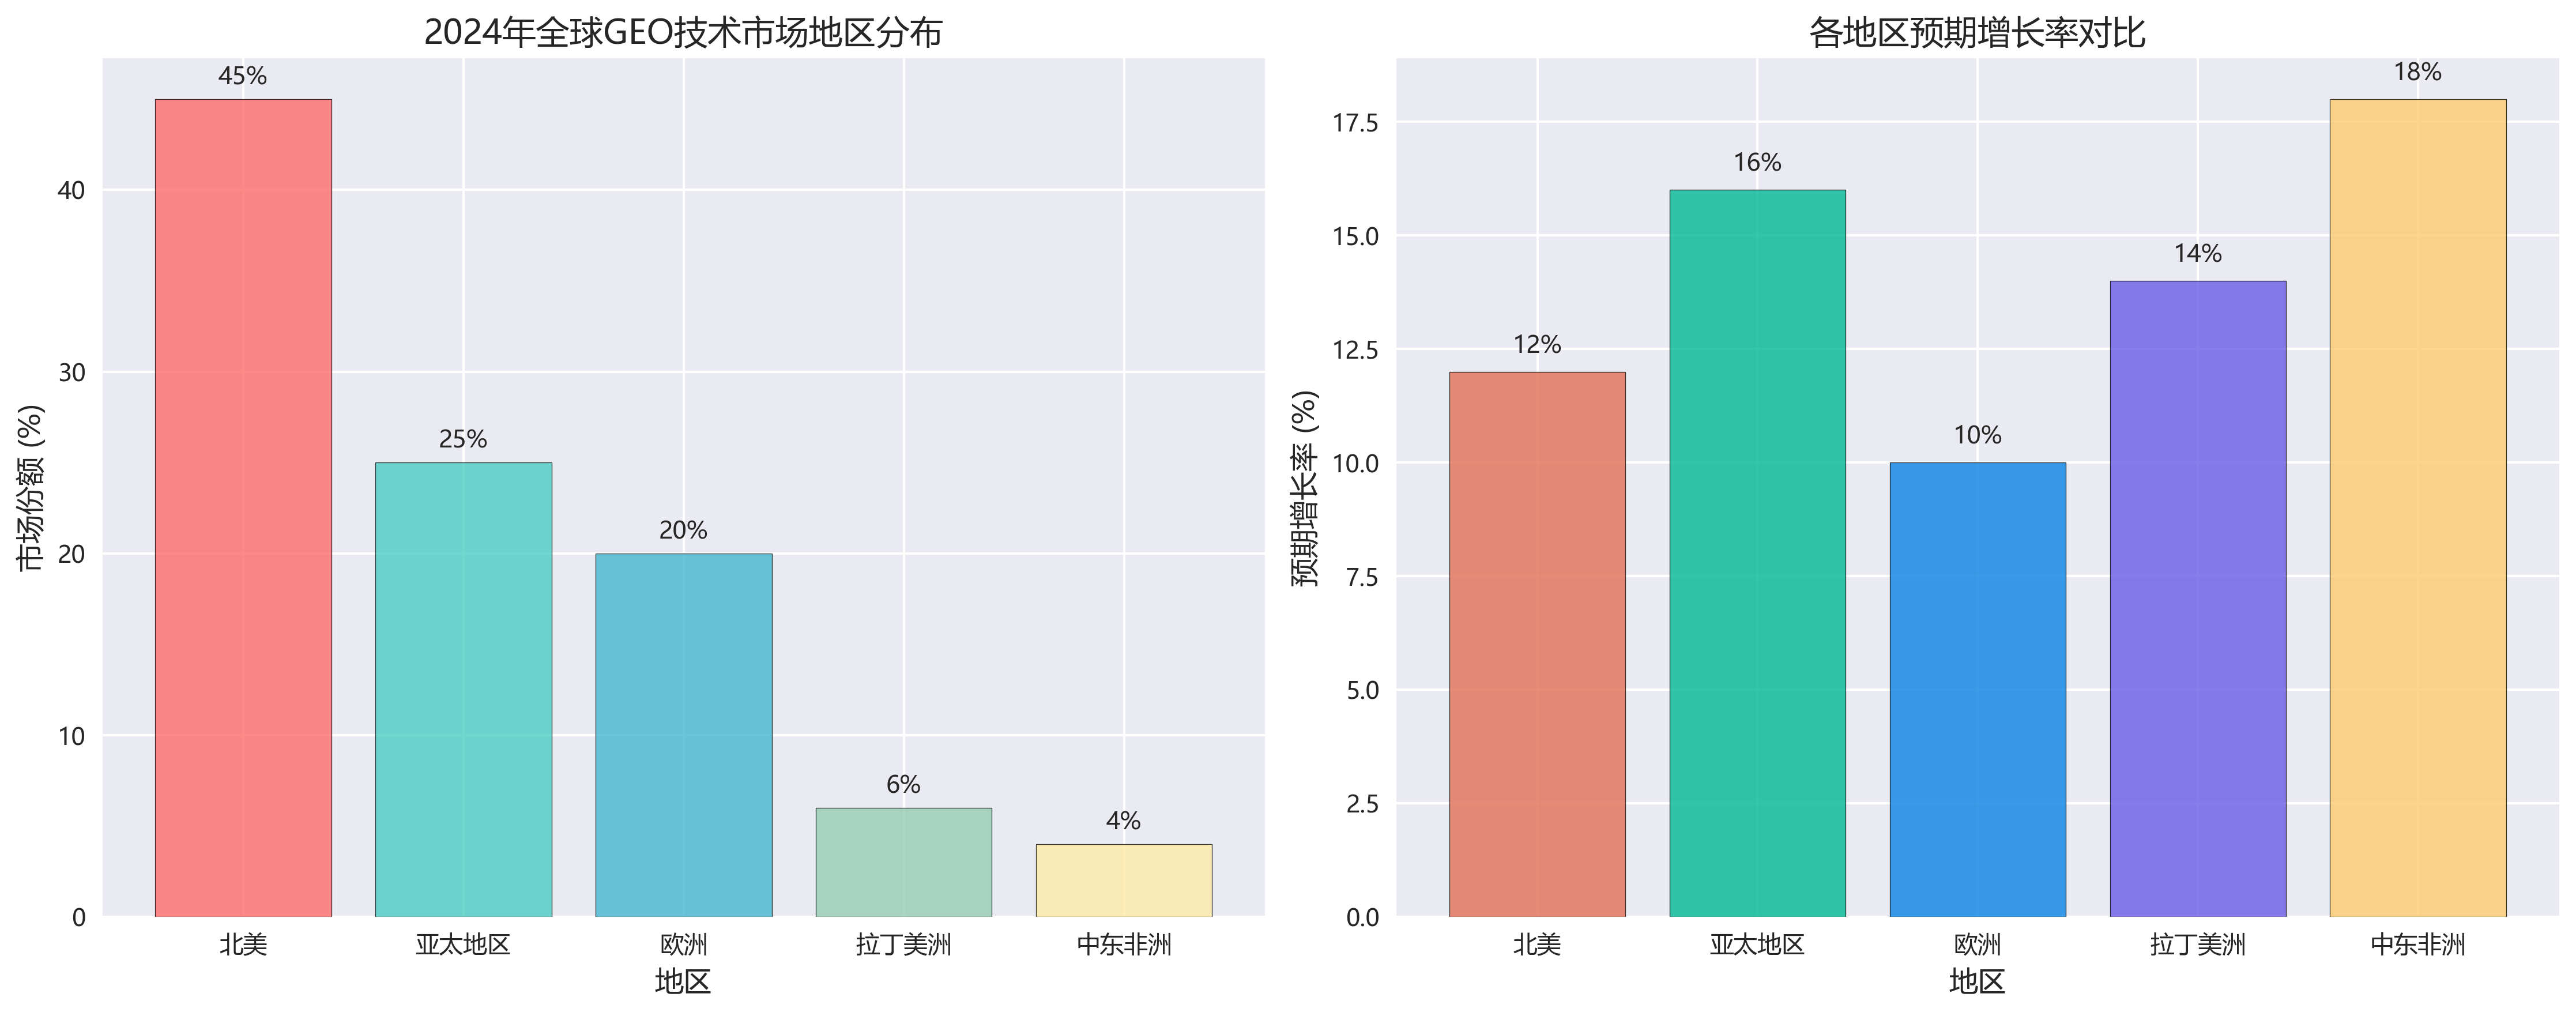 2024年全球GEO技术市场地区分布
45%
25%
20%
6%
4%
40
30
20
10
0
市场份额 (%)
北美
亚太地区
欧洲
拉丁美洲
中东非洲
地区
各地区预期增长率对比
12%
16%
10%
14%
18%
17.5
15.0
12.5
10.0
7.5
5.0
2.5
0.0
预期增长率 (%)
北美
亚太地区
欧洲
拉丁美洲
中东非洲
地区